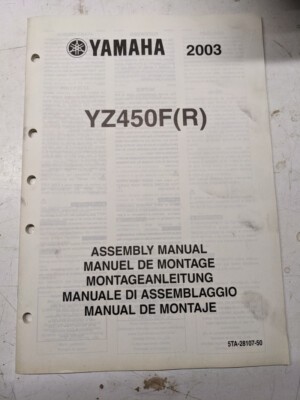 YAMAHA 2003
YZ450F(R)
ASSEMBLY MANUAL
MANUEL DE MONTAGE
MONTAGEANLEITUNG
MANUALE DI ASSEMBLAGGIO
MANUAL DE MONTAJE
5TA-28107-50